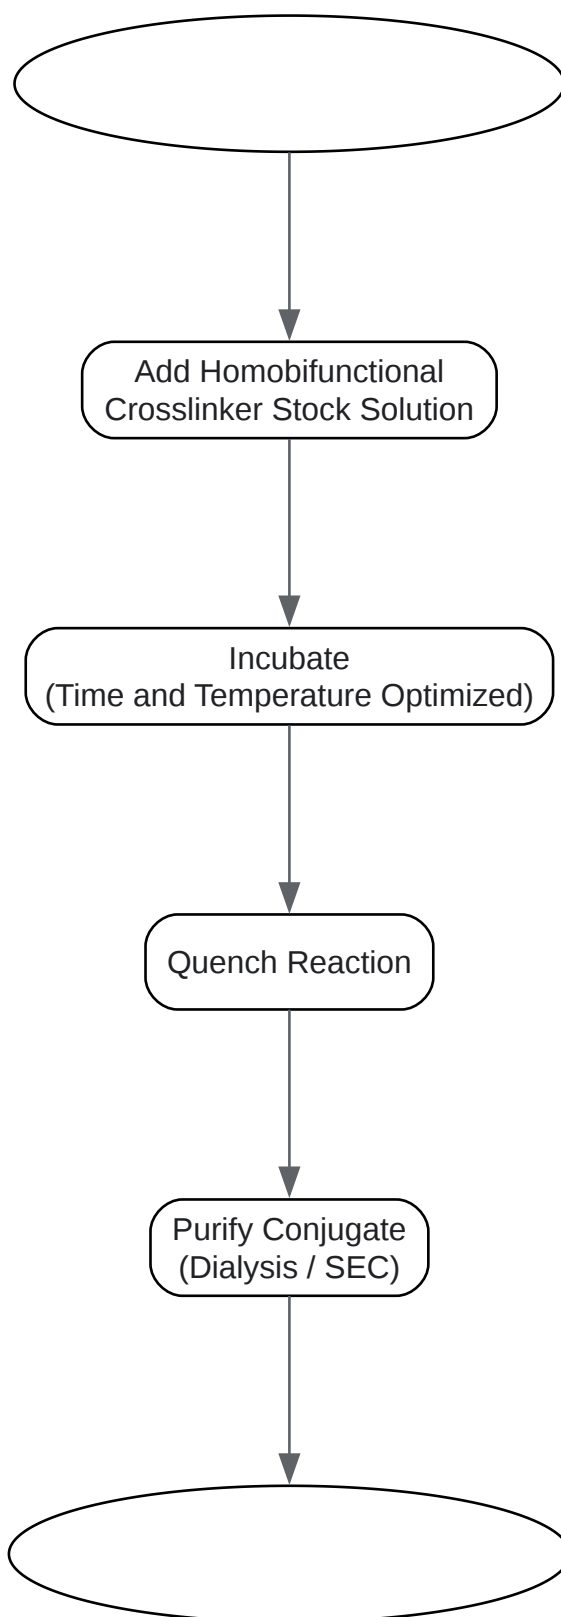 Add Homobifunctional
Crosslinker Stock Solution
Incubate
(Time and Temperature Optimized)
Quench Reaction
Purify Conjugate
(Dialysis / SEC)